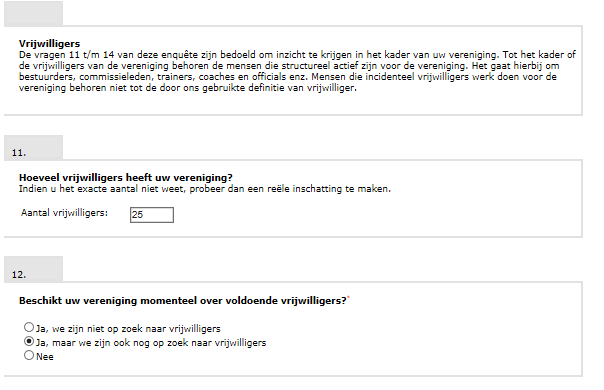 Vrijwilligers
De vragen 11 t/m 14 van deze enquête zijn bedoeld om inzicht te krijgen in het kader van uw vereniging. Tot het kader of
de vrijwilligers van de vereniging behoren de mensen die structureel actief zijn voor de vereniging. Het gaat hierbij om
bestuurders, commissieleden, trainers, coaches en officials enz. Mensen die incidenteel vrijwilligers werk doen voor de
vereniging behoren niet tot de door ons gebruikte definitie van vrijwilliger.
11.
Hoeveel vrijwilligers heeft uw vereniging?
Indien u het exacte aantal niet weet, probeer dan een reële inschatting te maken.
Aantal vrijwilligers: 25
12.
Beschikt uw vereniging momenteel over voldoende vrijwilligers?*
Ja, we zijn niet op zoek naar vrijwilligers
Ja, maar we zijn ook nog op zoek naar vrijwilligers
Nee